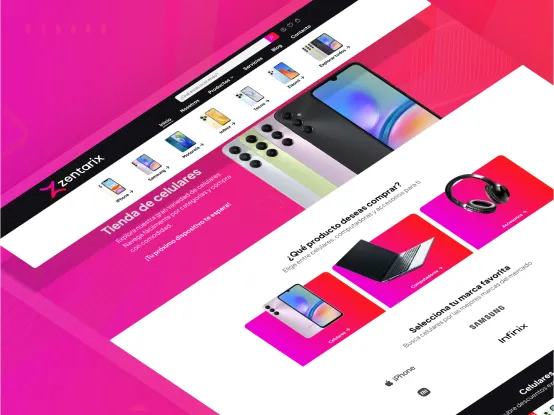 Inicio
Nosotros
Productos
Servicios
Blog
Contacto
zentarix
iPhone →
Samsung →
Motorola →
Infinix →
Tecno →
Xiaomi →
Explorar todos →
Tienda de celulares
Explora nuestra gran variedad de celulares.
Navega fácilmente por categorías y compra
con comodidad.
¡Tu próximo dispositivo te espera!
¿Qué producto deseas comprar?
Elige entre celulares, computadores y accesorios para ti
Celulares →
Computadores →
Accesorios →
Selecciona tu marca favorita
Busca celulares por las mejores marcas del mercado
iPhone
SAMSUNG
mi
Infinix
Celulares